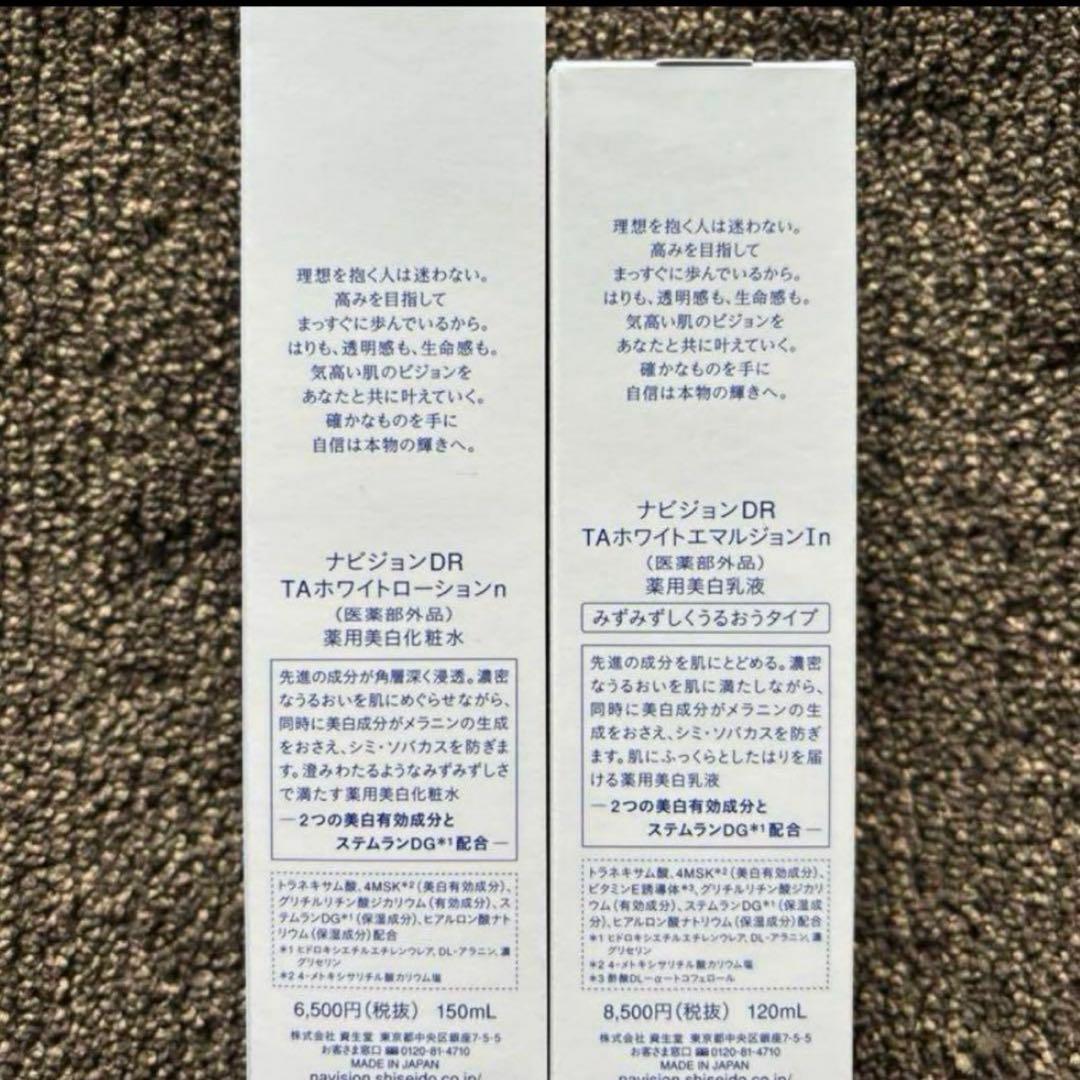 理想を抱く人は迷わない。
高みを目指して
まっすぐに歩んでいるから。
はりも、透明感も、生命感も。
気高い肌のビジョンを
あなたと共に叶えていく。
確かなものを手に
自信は本物の輝きへ。
ナビジョンDR
TAホワイトローションn
（医薬部外品）
薬用美白化粧水
先進の成分が角層深く浸透。濃密
なうるおいを肌にめぐらせながら、
同時に美白成分がメラニンの生成
をおさえ、シミ・ソバカスを防ぎま
す。澄みわたるようなみずみずしさ
で満たす薬用美白化粧水
―2つの美白有効成分と
ステムランDG*1配合―
トラネキサム酸、4MSK*2（美白有効成分）、
グリチルリチン酸ジカリウム（有効成分）、ス
テムランDG*1（保湿成分）、ヒアルロン酸ナト
リウム（保湿成分）配合
*1 ヒドロキシエチルエチレンウレア、DL-アラニン、濃
グリセリン
*2 4-メトキシサリチル酸カリウム塩
6,500円（税抜） 150mL
株式会社 資生堂 東京都中央区銀座7-5-5
お客さま窓口 0120-81-4710
MADE IN JAPAN
navision.shiseido.co.jp/
理想を抱く人は迷わない。
高みを目指して
まっすぐに歩んでいるから。
はりも、透明感も、生命感も。
気高い肌のビジョンを
あなたと共に叶えていく。
確かなものを手に
自信は本物の輝きへ。
ナビジョンDR
TAホワイトエマルジョンIn
（医薬部外品）
薬用美白乳液
みずみずしくうるおうタイプ
先進の成分を肌にとどめる。濃密
なうるおいを肌に満たしながら、
同時に美白成分がメラニンの生
成をおさえ、シミ・ソバカスを防ぎ
ます。肌にふっくらとしたはりを届
ける薬用美白乳液
―2つの美白有効成分と
ステムランDG*1配合―
トラネキサム酸、4MSK*2（美白有効成分）、
ビタミンE誘導体*3、グリチルリチン酸ジカリ
ウム（有効成分）、ステムランDG*1（保湿成
分）、ヒアルロン酸ナトリウム（保湿成分）配合
*1 ヒドロキシエチルエチレンウレア、DL-アラニン、濃
グリセリン
*2 4-メトキシサリチル酸カリウム塩
*3 酢酸DL-α-トコフェロール
8,500円（税抜） 120mL
株式会社 資生堂 東京都中央区銀座7-5-5
お客さま窓口 0120-81-4710
MADE IN JAPAN
navision.shiseido.co.jp/